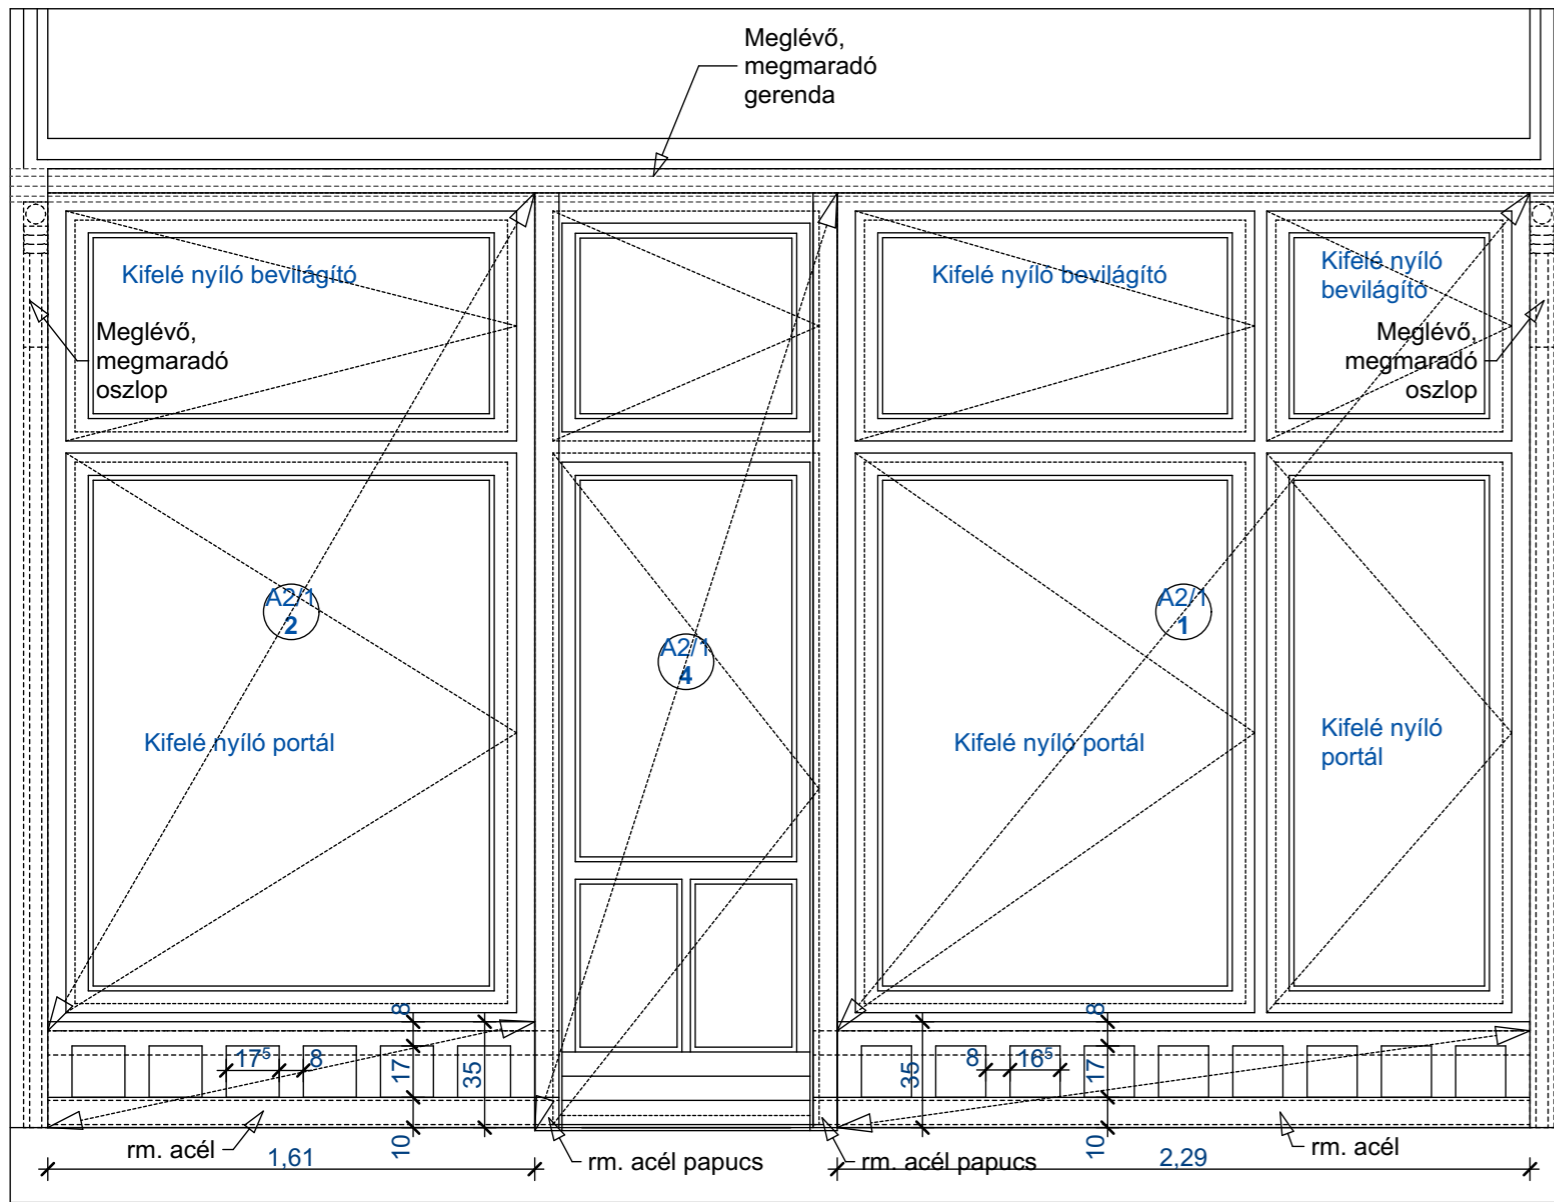 Meglévő,
megmaradó
gerenda
Kifelé nyíló bevilágító
Kifelé nyíló bevilágító
Kifelé nyíló
bevilágító
Meglévő,
megmaradó
oszlop
Meglévő,
megmaradó
oszlop
A2/1
2
A2/1
1
A2/1
4
Kifelé nyíló portál
Kifelé nyíló portál
Kifelé nyíló
portál
8
8
17⁵
8
17
35
35
8
16⁵
17
rm. acél
10
10
rm. acél
1,61
rm. acél papucs
rm. acél papucs
2,29